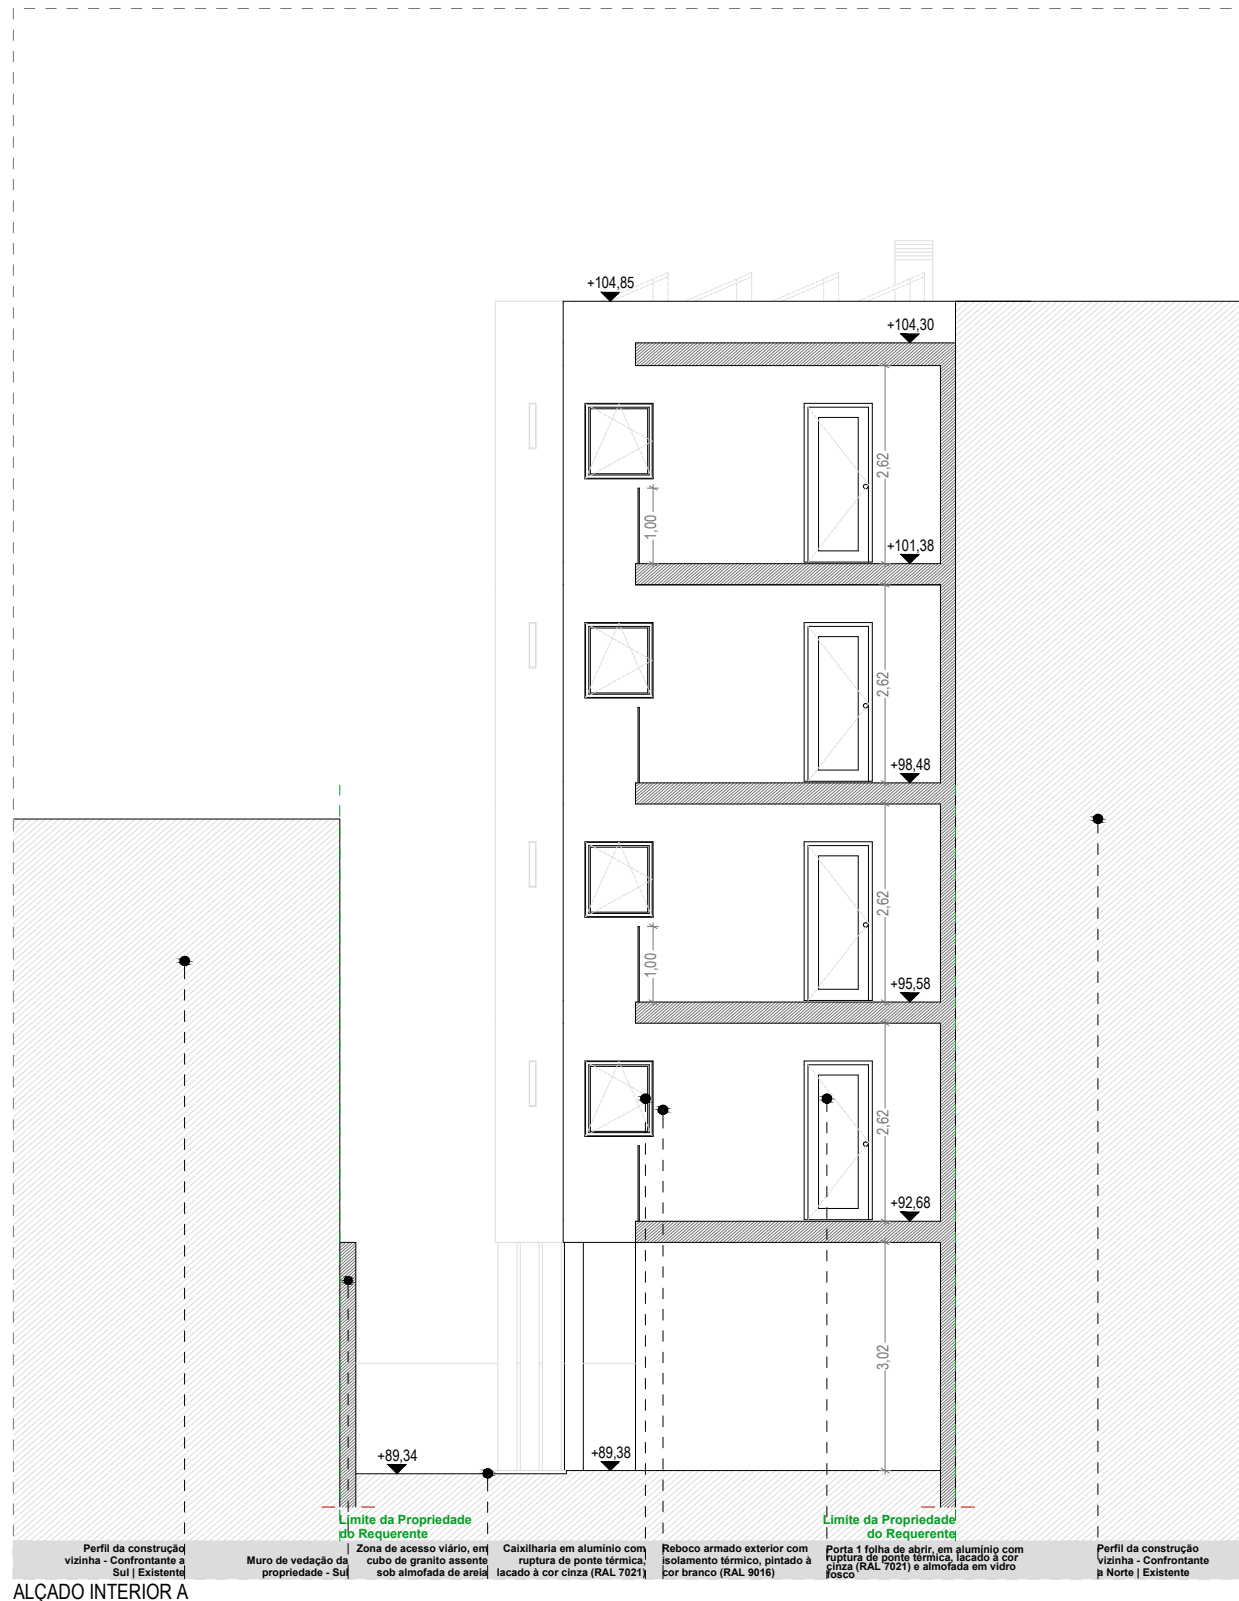 +104,85
+104,30
2,62
1,00
+101,38
2,62
+98,48
2,62
1,00
+95,58
2,62
+92,68
3,02
+89,34
+89,38
Limite da Propriedade
do Requerente
Limite da Propriedade
do Requerente
Perfil da construção
vizinha - Confrontante a
Sul | Existente
Muro de vedação da
propriedade - Sul
Zona de acesso viário, em
cubo de granito assente
sob almofada de areia
Caixilharia em alumínio com
ruptura de ponte térmica,
lacado à cor cinza (RAL 7021)
Reboco armado exterior com
isolamento térmico, pintado à
cor branco (RAL 9016)
Porta 1 folha de abrir, em alumínio com
ruptura de ponte térmica, lacado à cor
cinza (RAL 7021) e almofada em vidro
fosco
Perfil da construção
vizinha - Confrontante
a Norte | Existente
ALÇADO INTERIOR A